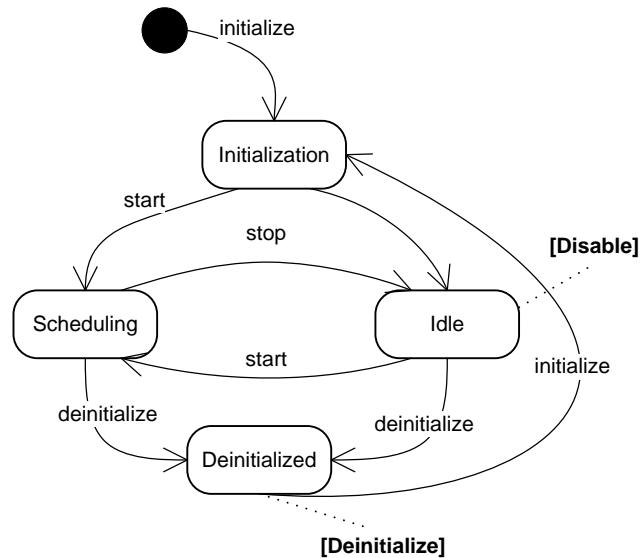 initialize
Initialization
start
stop
[Disable]
Scheduling
Idle
start
initialize
deinitialize
deinitialize
Deinitialized
[Deinitialize]